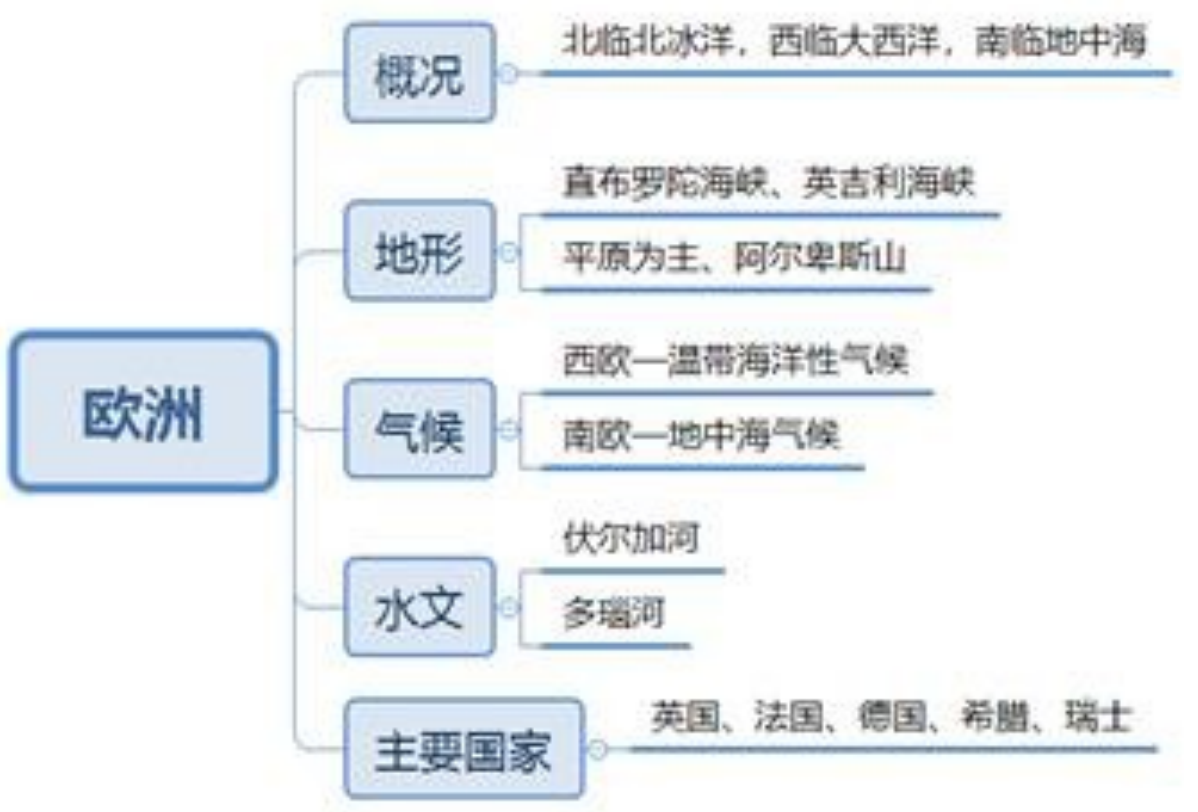 欧洲
概况
北临北冰洋，西临大西洋，南临地中海
地形
直布罗陀海峡、英吉利海峡
平原为主、阿尔卑斯山
气候
西欧—温带海洋性气候
南欧—地中海气候
水文
伏尔加河
多瑙河
主要国家
英国、法国、德国、希腊、瑞士